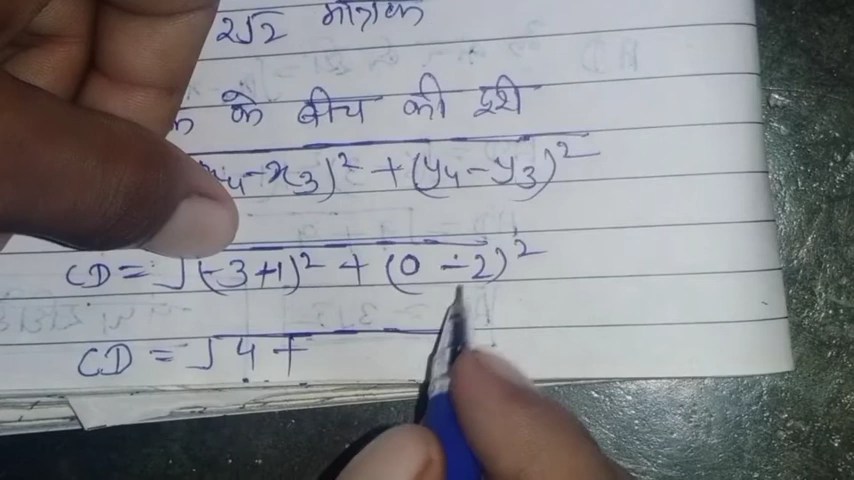 2√2 मात्रक
के बीच की दूरी
x₄-x₃)² + (y₄-y₃)²
CD = √(-3+1)² + (0-2)²
CD = √4+